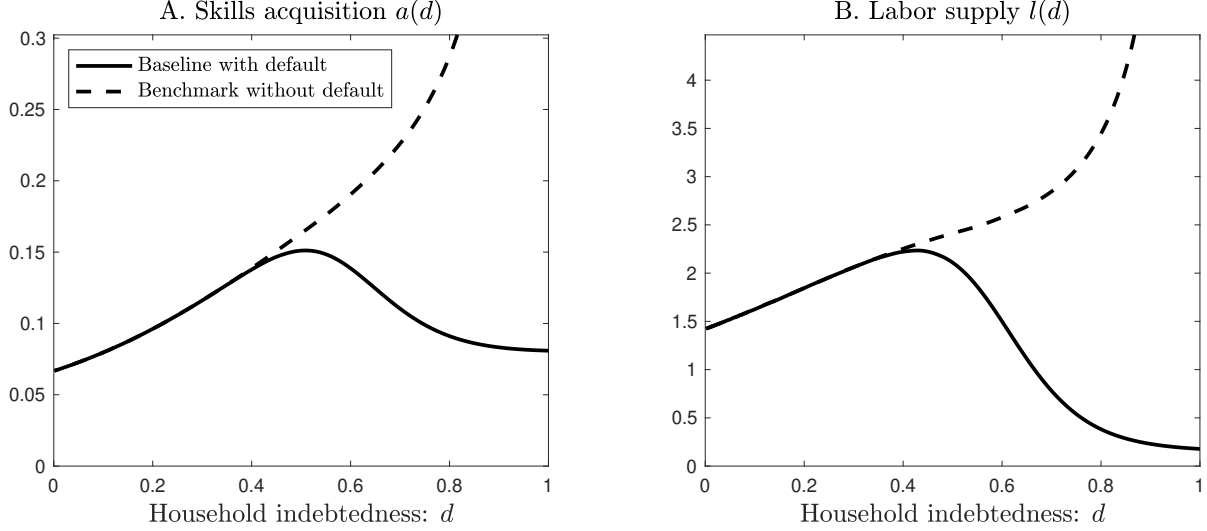 A. Skills acquisition a(d)
0.3
0.25
0.2
0.15
0.1
0.05
0
Baseline with default
Benchmark without default
0 0.2 0.4 0.6 0.8 1
Household indebtedness: d
B. Labor supply l(d)
4
3.5
3
2.5
2
1.5
1
0.5
0
0 0.2 0.4 0.6 0.8 1
Household indebtedness: d